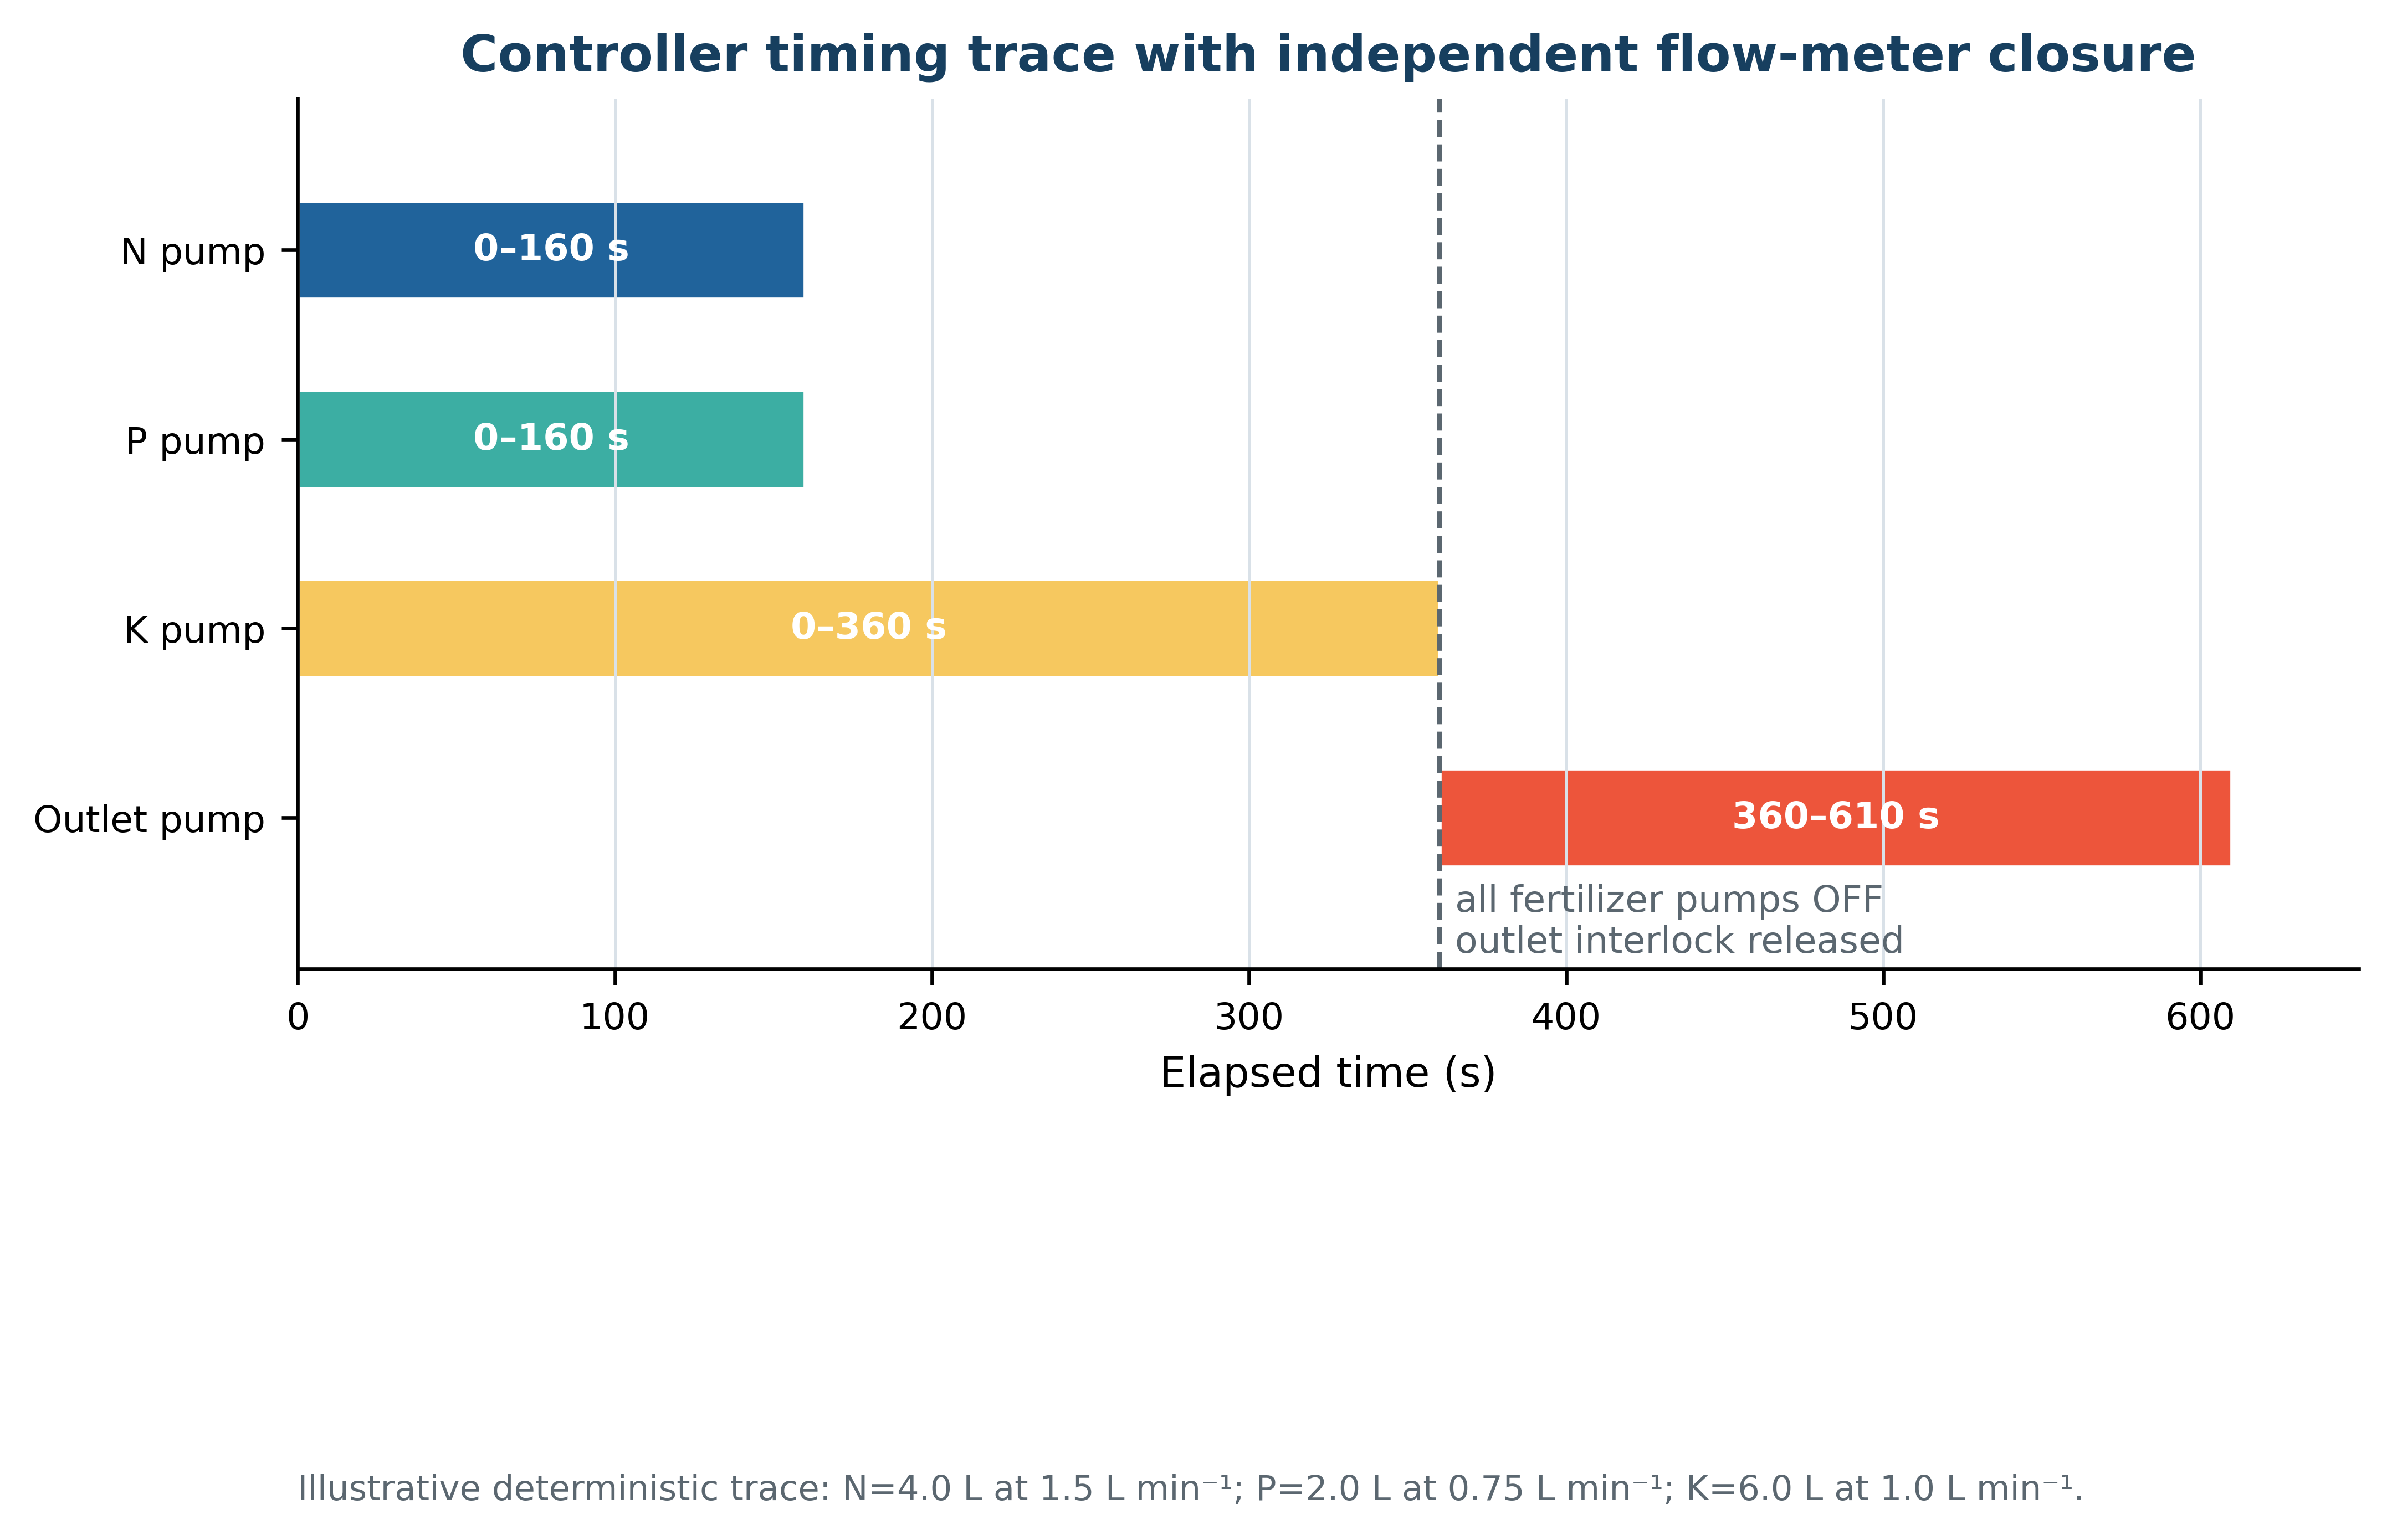 Controller timing trace with independent flow-meter closure
N pump
0–160 s
P pump
0–160 s
K pump
0–360 s
Outlet pump
360–610 s
all fertilizer pumps OFF
outlet interlock released
0 100 200 300 400 500 600
Elapsed time (s)
Illustrative deterministic trace: N=4.0 L at 1.5 L min⁻¹; P=2.0 L at 0.75 L min⁻¹; K=6.0 L at 1.0 L min⁻¹.